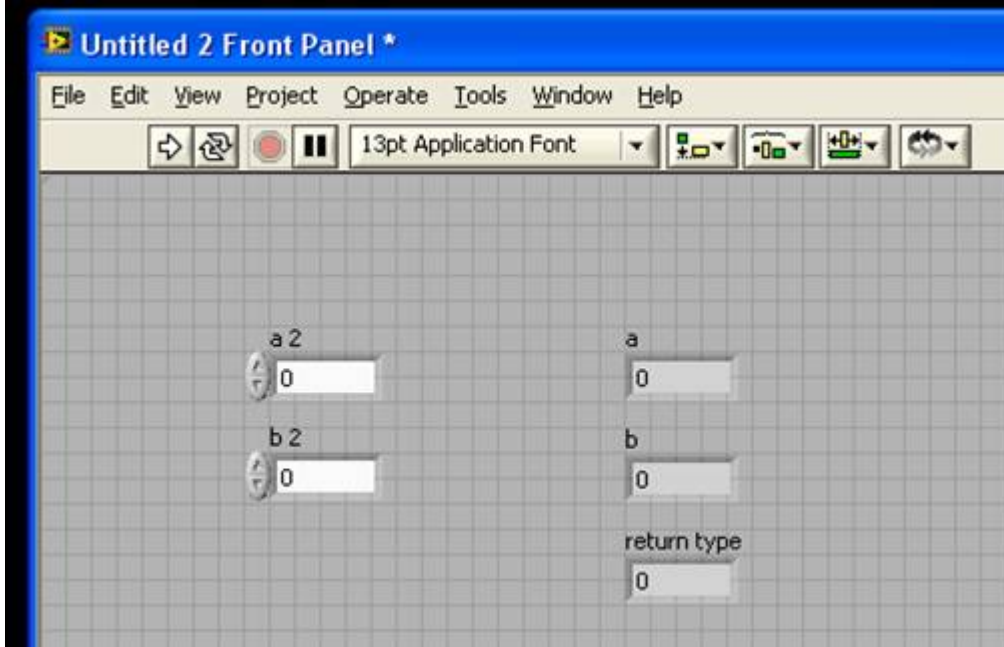 Untitled 2 Front Panel *
File Edit View Project Operate Tools Window Help
13pt Application Font
a 2
0
a
0
b 2
0
b
0
return type
0